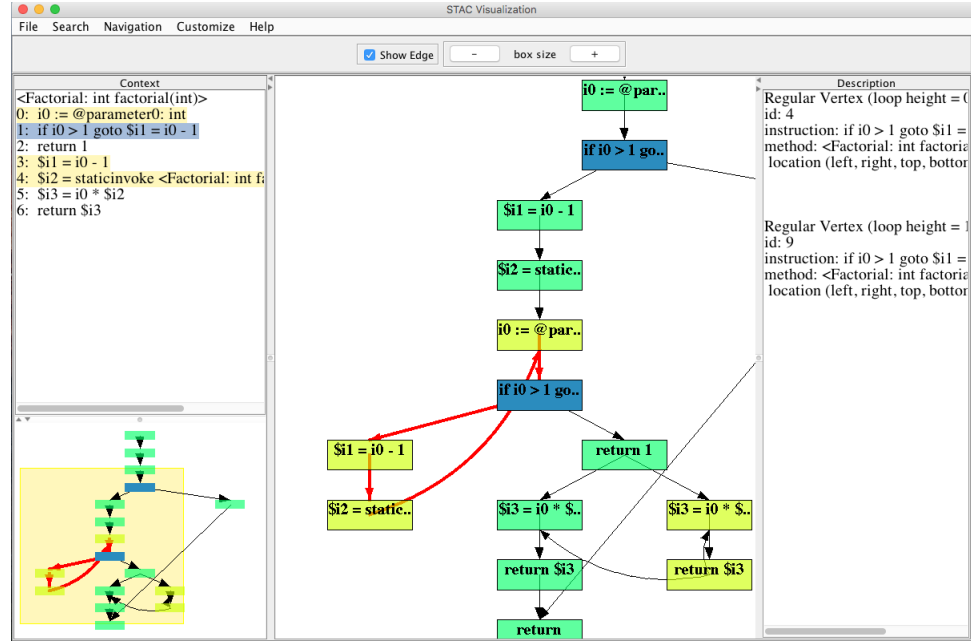 STAC Visualization
File Search Navigation Customize Help
Show Edge - box size +
Context
<Factorial: int factorial(int)>
0: i0 := @parameter0: int
1: if i0 > 1 goto $i1 = i0 - 1
2: return 1
3: $i1 = i0 - 1
4: $i2 = staticinvoke <Factorial: int fa
5: $i3 = i0 * $i2
6: return $i3
i0 := @par..
if i0 > 1 go..
$i1 = i0 - 1
$i2 = static..
i0 := @par..
if i0 > 1 go..
$i1 = i0 - 1
return 1
$i2 = static..
$i3 = i0 * $..
$i3 = i0 * $..
return $i3
return $i3
return
Description
Regular Vertex (loop height = 0
id: 4
instruction: if i0 > 1 goto $i1 =
method: <Factorial: int factoria
location (left, right, top, bottom
Regular Vertex (loop height = 1
id: 9
instruction: if i0 > 1 goto $i1 =
method: <Factorial: int factoria
location (left, right, top, bottom